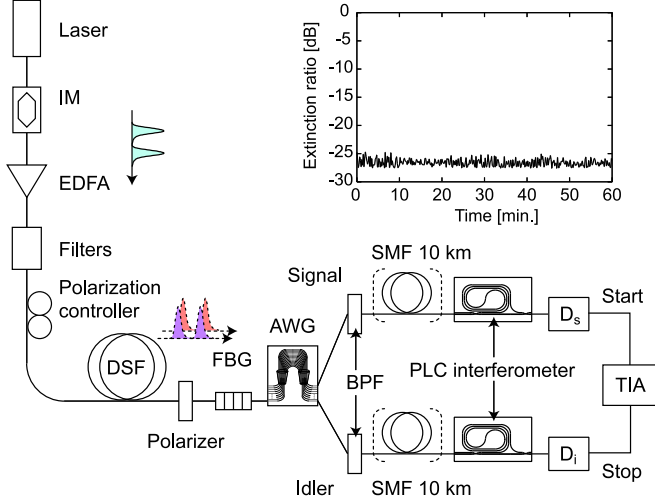 Laser
IM
EDFA
Filters
Polarization
controller
DSF
Polarizer
FBG
AWG
Signal
Idler
BPF
SMF 10 km
SMF 10 km
PLC interferometer
Ds
Di
Start
TIA
Stop
Extinction ratio [dB]
0
-5
-10
-15
-20
-25
-30
0 10 20 30 40 50 60
Time [min.]